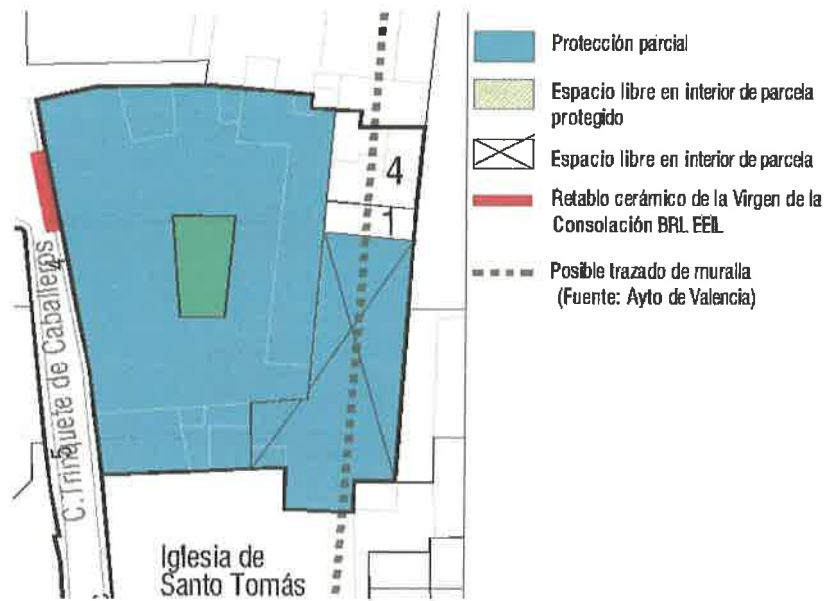 Protección parcial
Espacio libre en interior de parcela
protegido
Espacio libre en interior de parcela
Retablo cerámico de la Virgen de la
Consolación BRL EEIL
Posible trazado de muralla
(Fuente: Ayto de Valencia)
4
1
4
5
C.Trinquete de Caballeros
Iglesia de
Santo Tomás